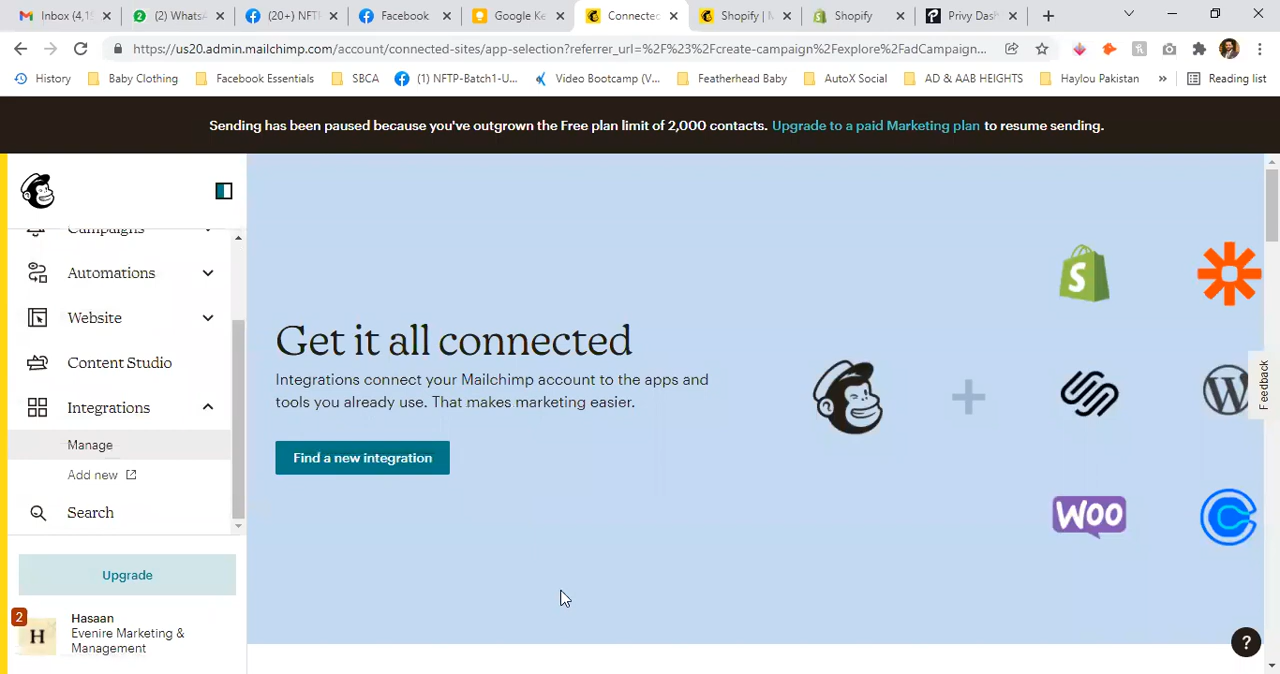 Inbox (4,15
(2) WhatsA
(20+) NFT
Facebook
Google Ke
Connected
Shopify | M
Shopify
Privy Das
https://us20.admin.mailchimp.com/account/connected-sites/app-selection?referrer_url=%2F%23%2Fcreate-campaign%2Fexplore%2FadCampaign...
History
Baby Clothing
Facebook Essentials
SBCA
(1) NFTP-Batch1-U...
Video Bootcamp (V...
Featherhead Baby
AutoX Social
AD & AAB HEIGHTS
Haylou Pakistan
»
Reading list
Sending has been paused because you've outgrown the Free plan limit of 2,000 contacts. Upgrade to a paid Marketing plan to resume sending.
Campaigns
Automations
Website
Content Studio
Integrations
Manage
Add new
Search
Upgrade
2
H
Hasaan
Evenire Marketing &
Management
Get it all connected
Integrations connect your Mailchimp account to the apps and
tools you already use. That makes marketing easier.
Find a new integration
WOO
Feedback
?